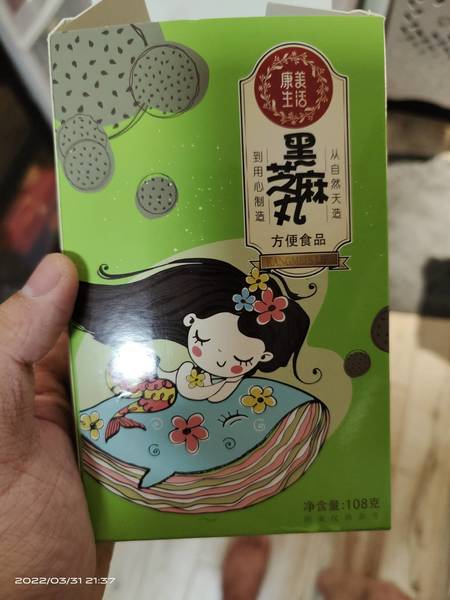 康美
生活
黑芝麻丸
从自然天造
到用心制造
方便食品
净含量:108克
2022/03/31 21:37